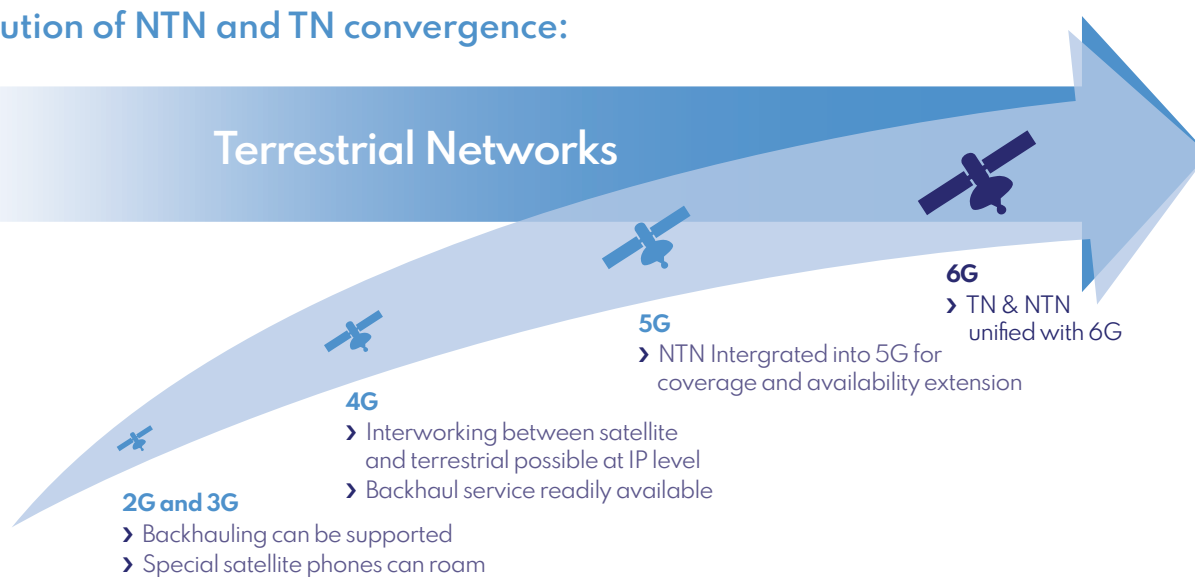 ution of NTN and TN convergence:
Terrestrial Networks
6G
› TN & NTN
unified with 6G
5G
› NTN Intergrated into 5G for
coverage and availability extension
4G
› Interworking between satellite
and terrestrial possible at IP level
› Backhaul service readily available
2G and 3G
› Backhauling can be supported
› Special satellite phones can roam